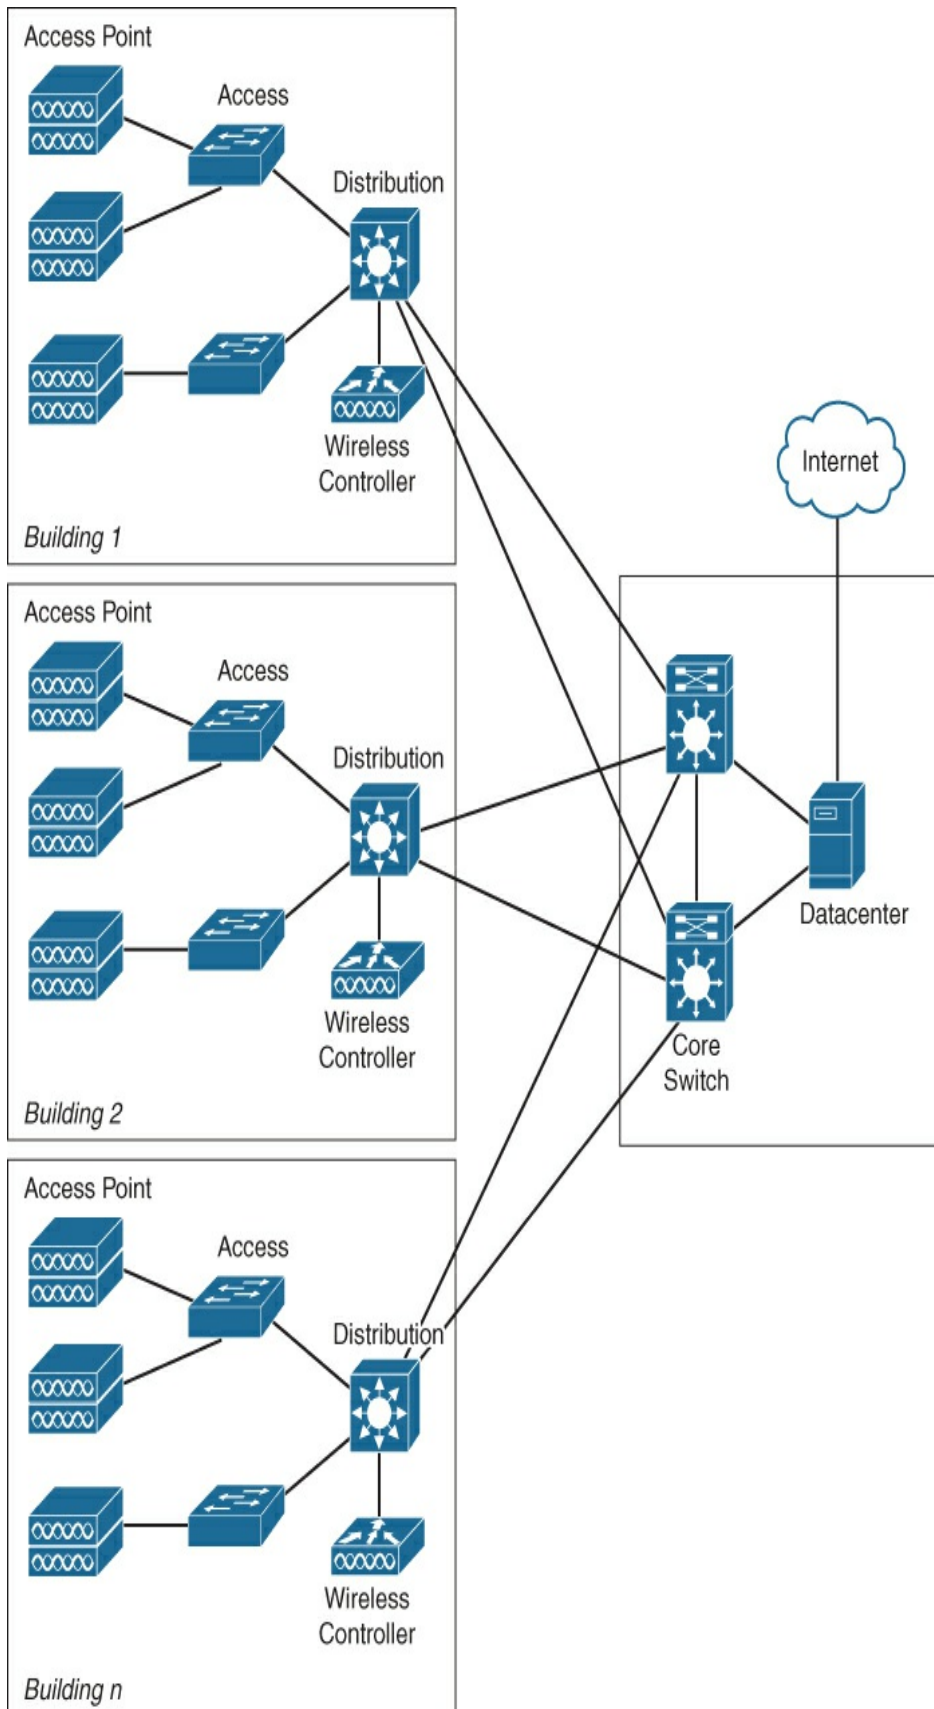 Access Point
Access
Distribution
Wireless
Controller
Building 1
Internet
Access Point
Access
Distribution
Wireless
Controller
Building 2
Datacenter
Core
Switch
Access Point
Access
Distribution
Wireless
Controller
Building n